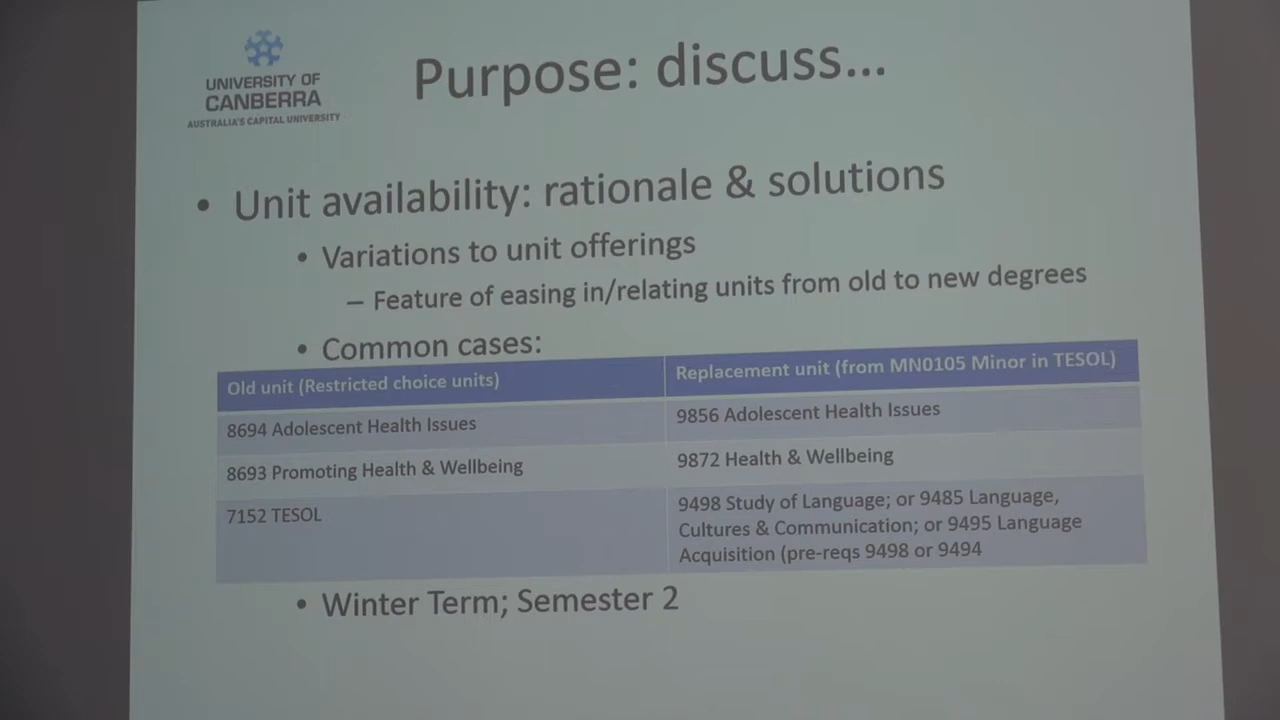 UNIVERSITY OF
CANBERRA
AUSTRALIA'S CAPITAL UNIVERSITY
Purpose: discuss...
• Unit availability: rationale & solutions
• Variations to unit offerings
– Feature of easing in/relating units from old to new degrees
• Common cases:
Old unit (Restricted choice units)
Replacement unit (from MN0105 Minor in TESOL)
8694 Adolescent Health Issues
9856 Adolescent Health Issues
8693 Promoting Health & Wellbeing
9872 Health & Wellbeing
7152 TESOL
9498 Study of Language; or 9485 Language,
Cultures & Communication; or 9495 Language
Acquisition (pre-reqs 9498 or 9494
• Winter Term; Semester 2